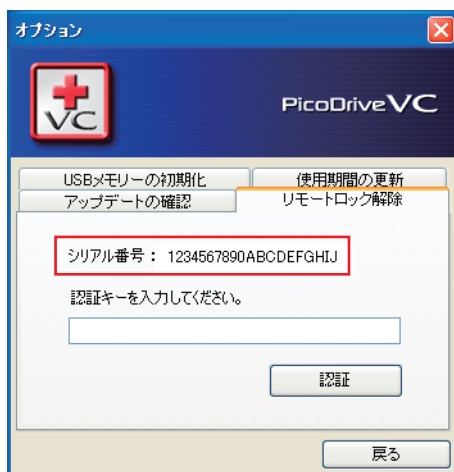 オプション
VC
PicoDriveVC
USBメモリーの初期化
使用期間の更新
アップデートの確認
リモートロック解除
シリアル番号： 1234567890ABCDEFGHIJ
認証キーを入力してください。
認証
戻る